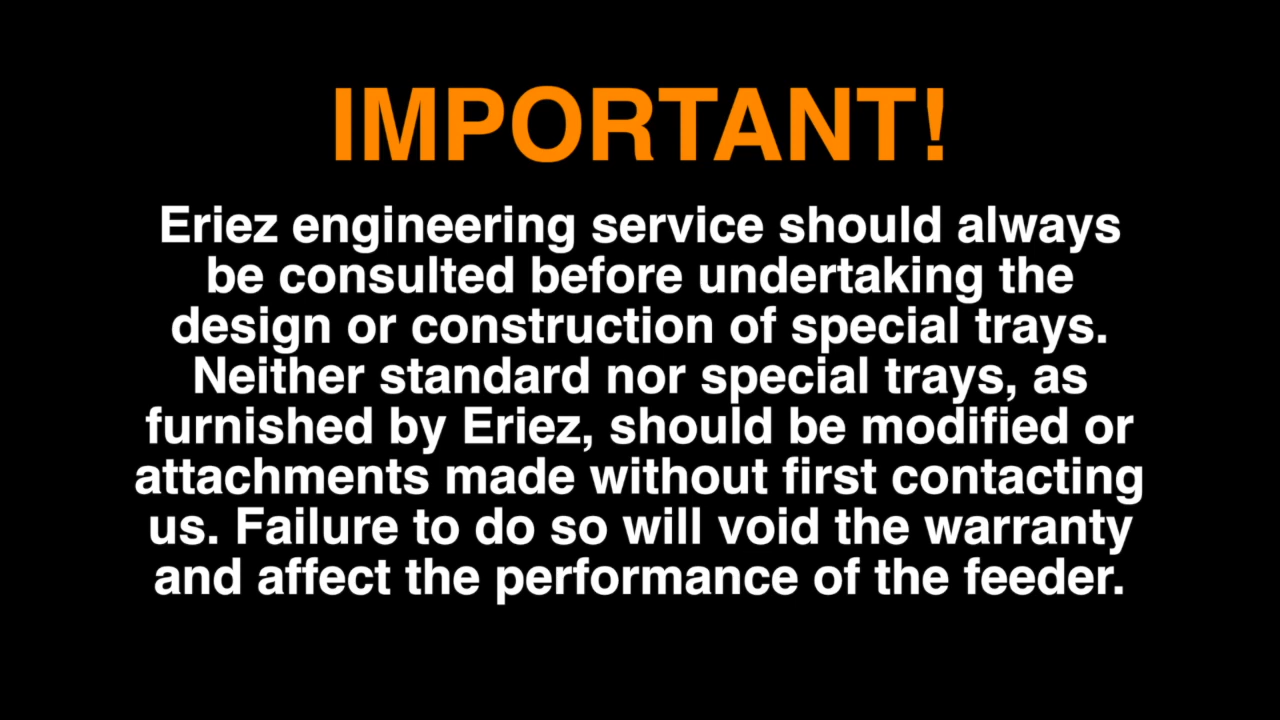 IMPORTANT!
Eriez engineering service should always
be consulted before undertaking the
design or construction of special trays.
Neither standard nor special trays, as
furnished by Eriez, should be modified or
attachments made without first contacting
us. Failure to do so will void the warranty
and affect the performance of the feeder.